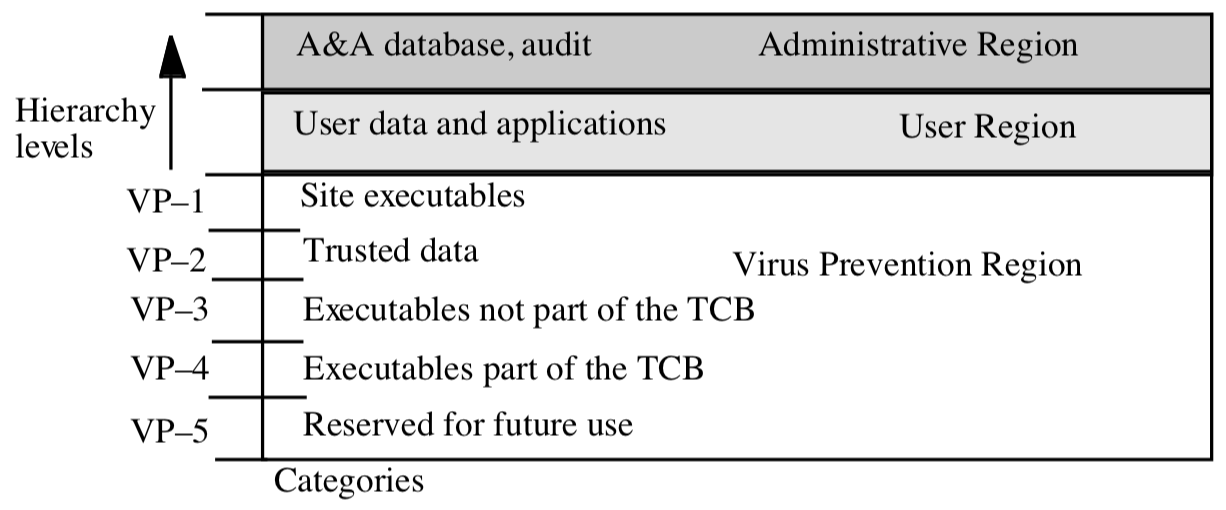 A&A database, audit Administrative Region
Hierarchy
levels
User data and applications User Region
VP–1 Site executables
VP–2 Trusted data
Virus Prevention Region
VP–3 Executables not part of the TCB
VP–4 Executables part of the TCB
VP–5 Reserved for future use
Categories